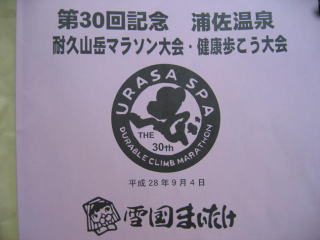 第30回記念　浦佐温泉
耐久山岳マラソン大会・健康歩こう大会
URASA SPA
THE
30th
DURABLE CLIMB MARATHON
平成28年9月4日
雪国まいたけ